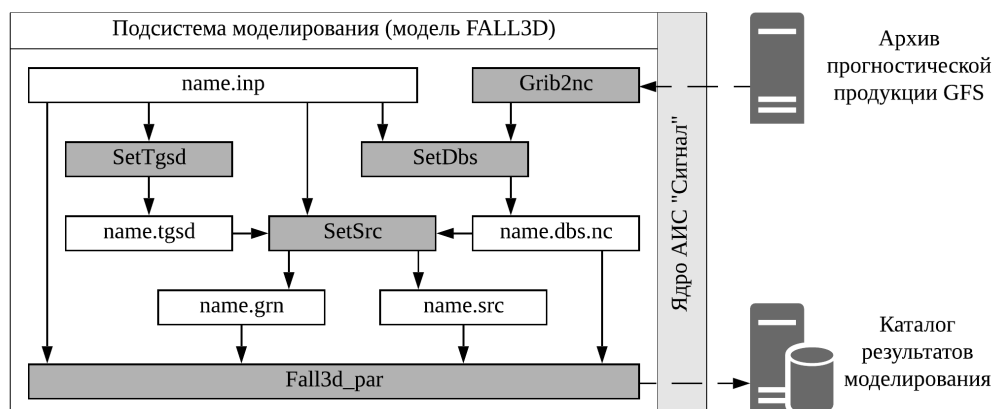 Подсистема моделирования (модель FALL3D)
name.inp
Grib2nc
SetTgsd
SetDbs
name.tgsd
SetSrc
name.dbs.nc
name.grn
name.src
Fall3d_par
Ядро АИС "Сигнал"
Архив
прогностической
продукции GFS
Каталог
результатов
моделирования